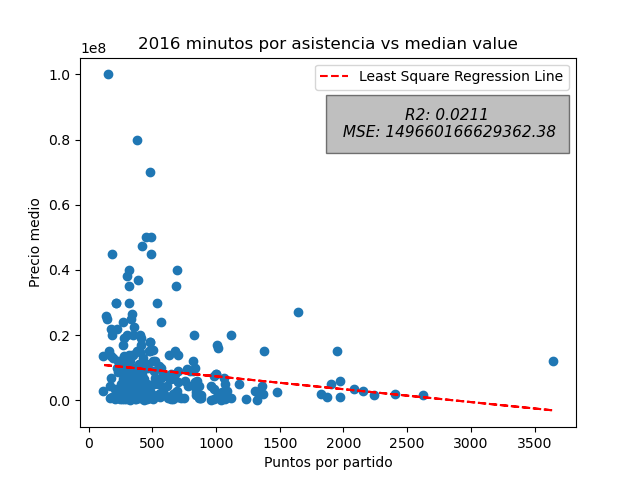 2016 minutos por asistencia vs median value
1e8
Least Square Regression Line
R2: 0.0211
MSE: 149660166629362.38
1.0
0.8
0.6
0.4
0.2
0.0
Precio medio
0 500 1000 1500 2000 2500 3000 3500
Puntos por partido